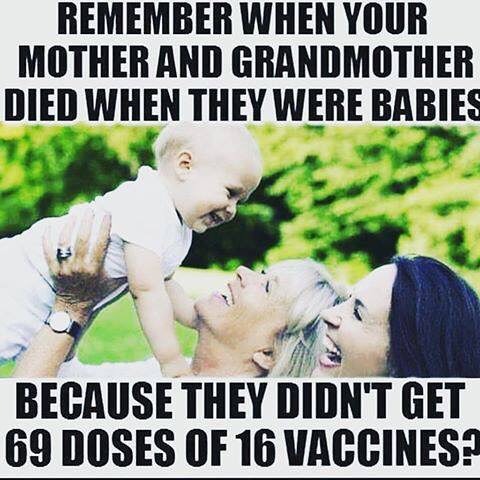 REMEMBER WHEN YOUR
MOTHER AND GRANDMOTHER
DIED WHEN THEY WERE BABIES
BECAUSE THEY DIDN'T GET
69 DOSES OF 16 VACCINES?